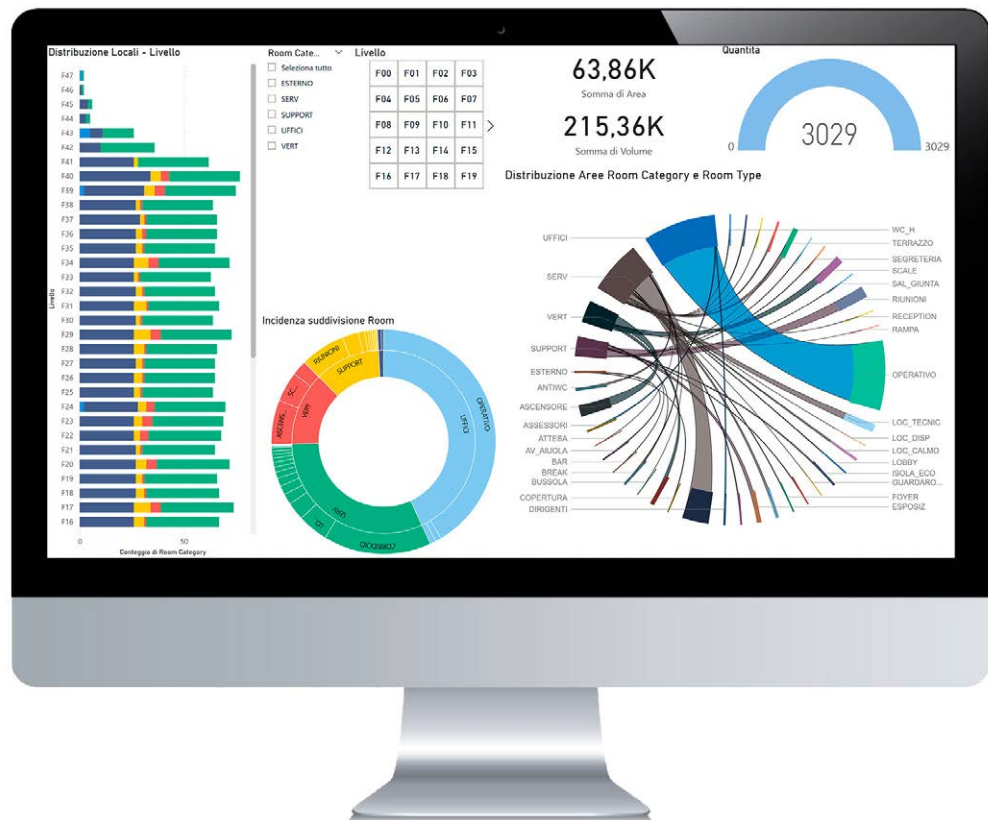 Distribuzione Locali - Livello
F47
F46
F45
F44
F43
F42
F41
F40
F39
F38
F37
F36
F35
F34
F33
F32
F31
F30
F29
F28
F27
F26
F25
F24
F23
F22
F21
F20
F19
F18
F17
F16
Livello
0 50
Conteggio di Room Category
Room Cate...
Seleziona tutto
ESTERNO
SERV
SUPPORT
UFFICI
VERT
Livello
F00 F01 F02 F03
F04 F05 F06 F07
F08 F09 F10 F11
F12 F13 F14 F15
F16 F17 F18 F19
63,86K
Somma di Area
215,36K
Somma di Volume
Quantità
3029
0 3029
Incidenza suddivisione Room
OPERATIVO
UFFICI
CORRIDOI
CO...
SERV
ASCENS...
SC...
VERT
RIUNIONI
SUPPORT
Distribuzione Aree Room Category e Room Type
UFFICI
SERV
VERT
SUPPORT
ESTERNO
ANTIWC
ASCENSORE
ASSESSORI
ATTESA
AV_AIUOLA
BAR
BREAK
BUSSOLA
COPERTURA
DIRIGENTI
WC_H
TERRAZZO
SEGRETERIA
SCALE
SAL_GIUNTA
RIUNIONI
RECEPTION
RAMPA
OPERATIVO
LOC_TECNIC
LOC_DISP
LOC_CALMO
LOBBY
ISOLA_ECO
GUARDARO...
FOYER
ESPOSIZ